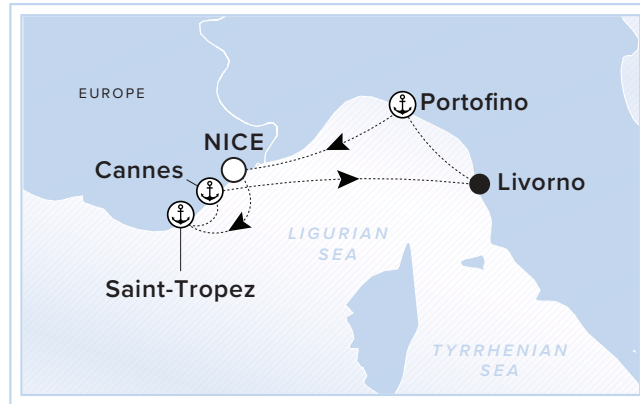 EUROPE
Portofino
NICE
Cannes
Livorno
LIGURIAN
SEA
Saint-Tropez
TYRRHENIAN
SEA